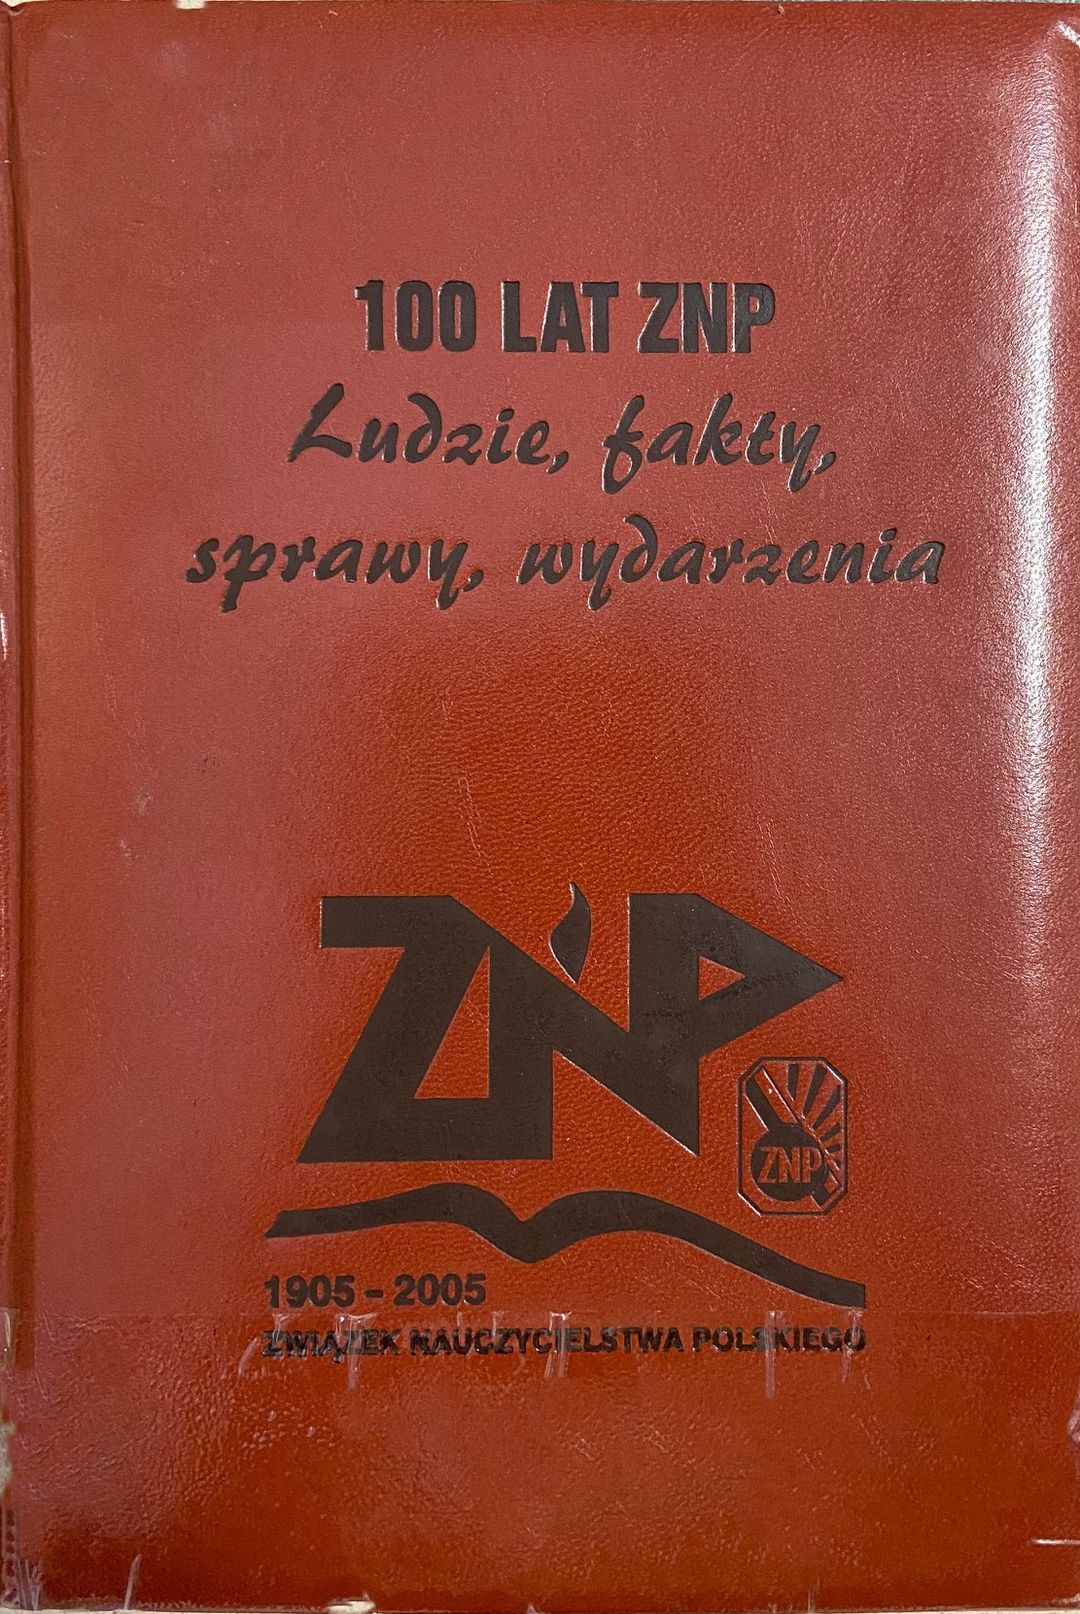 100 LAT ZNP
Ludzie, fakty,
sprawy, wydarzenia
ZNP
ZNP
1905 - 2005
ZWIĄZEK NAUCZYCIELSTWA POLSKIEGO